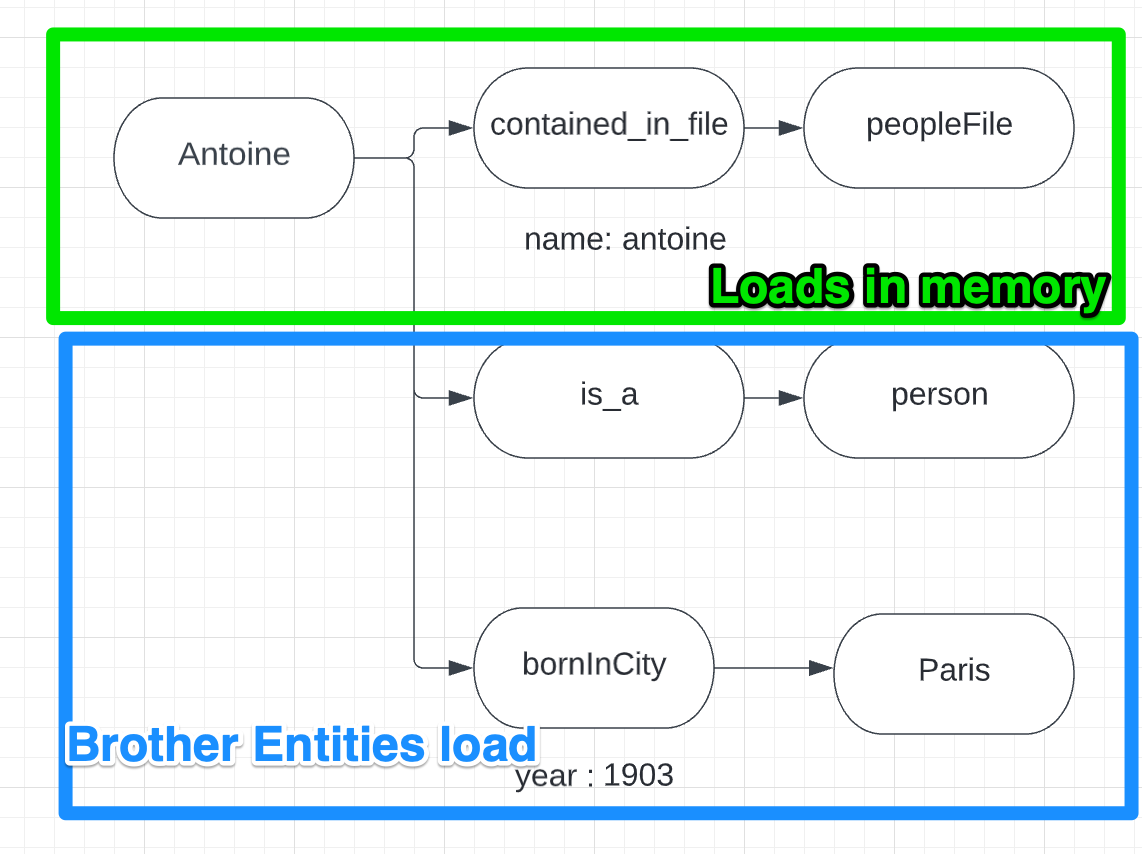 Antoine
contained_in_file
peopleFile
name: antoine
Loads in memory
is_a
person
bornInCity
Paris
Brother Entities load
year : 1903